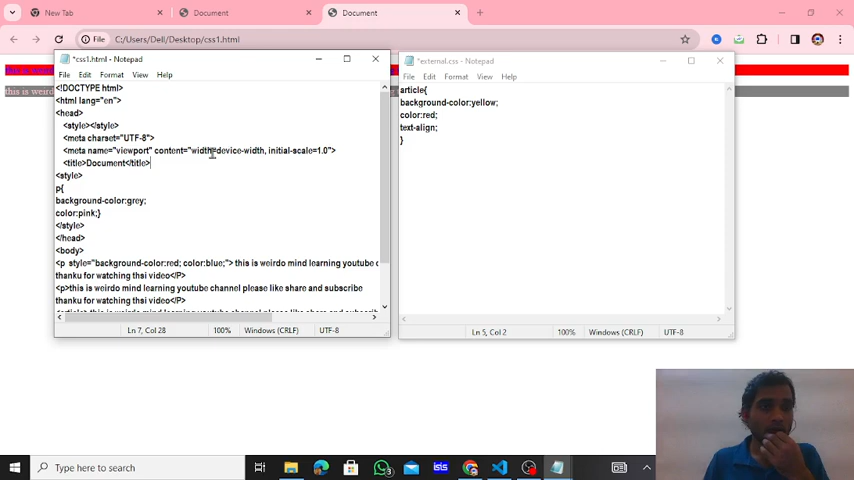 New Tab
Document
Document
File
C:/Users/Dell/Desktop/css1.html
*css1.html - Notepad
File Edit Format View Help
<!DOCTYPE html>
<html lang="en">
<head>
<style></style>
<meta charset="UTF-8">
<meta name="viewport" content="width=device-width, initial-scale=1.0">
<title>Document</title>
<style>
p{
background-color:grey;
color:pink;}
</style>
</head>
<body>
<p style="background-color:red; color:blue;"> this is weirdo mind learning youtube c
thanku for watching thsi video</P>
<p>this is weirdo mind learning youtube channel please like share and subscribe
thanku for watching thsi video</P>
Ln 7, Col 28 100% Windows (CRLF) UTF-8
*external.css - Notepad
File Edit Format View Help
article{
background-color:yellow;
color:red;
text-align;
}
Ln 5, Col 2 100% Windows (CRLF) UTF-8
this is weird
Type here to search
isis
3